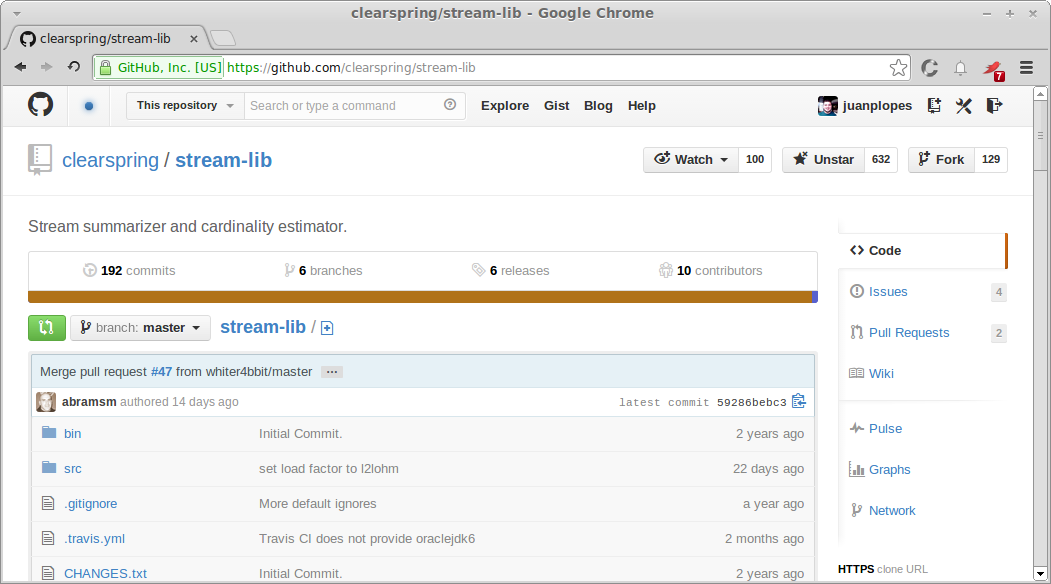 clearspring/stream-lib - Google Chrome
clearspring/stream-lib
GitHub, Inc. [US] https://github.com/clearspring/stream-lib
7
This repository Search or type a command Explore Gist Blog Help juanplopes
clearspring / stream-lib Watch 100 Unstar 632 Fork 129
Stream summarizer and cardinality estimator.
192 commits 6 branches 6 releases 10 contributors
branch: master stream-lib /
Merge pull request #47 from whiter4bbit/master ...
abramsm authored 14 days ago latest commit 59286bebc3
bin Initial Commit. 2 years ago
src set load factor to l2lohm 22 days ago
.gitignore More default ignores a year ago
.travis.yml Travis CI does not provide oraclejdk6 2 months ago
CHANGES.txt Initial Commit. 2 years ago
Code
Issues 4
Pull Requests 2
Wiki
Pulse
Graphs
Network
HTTPS clone URL